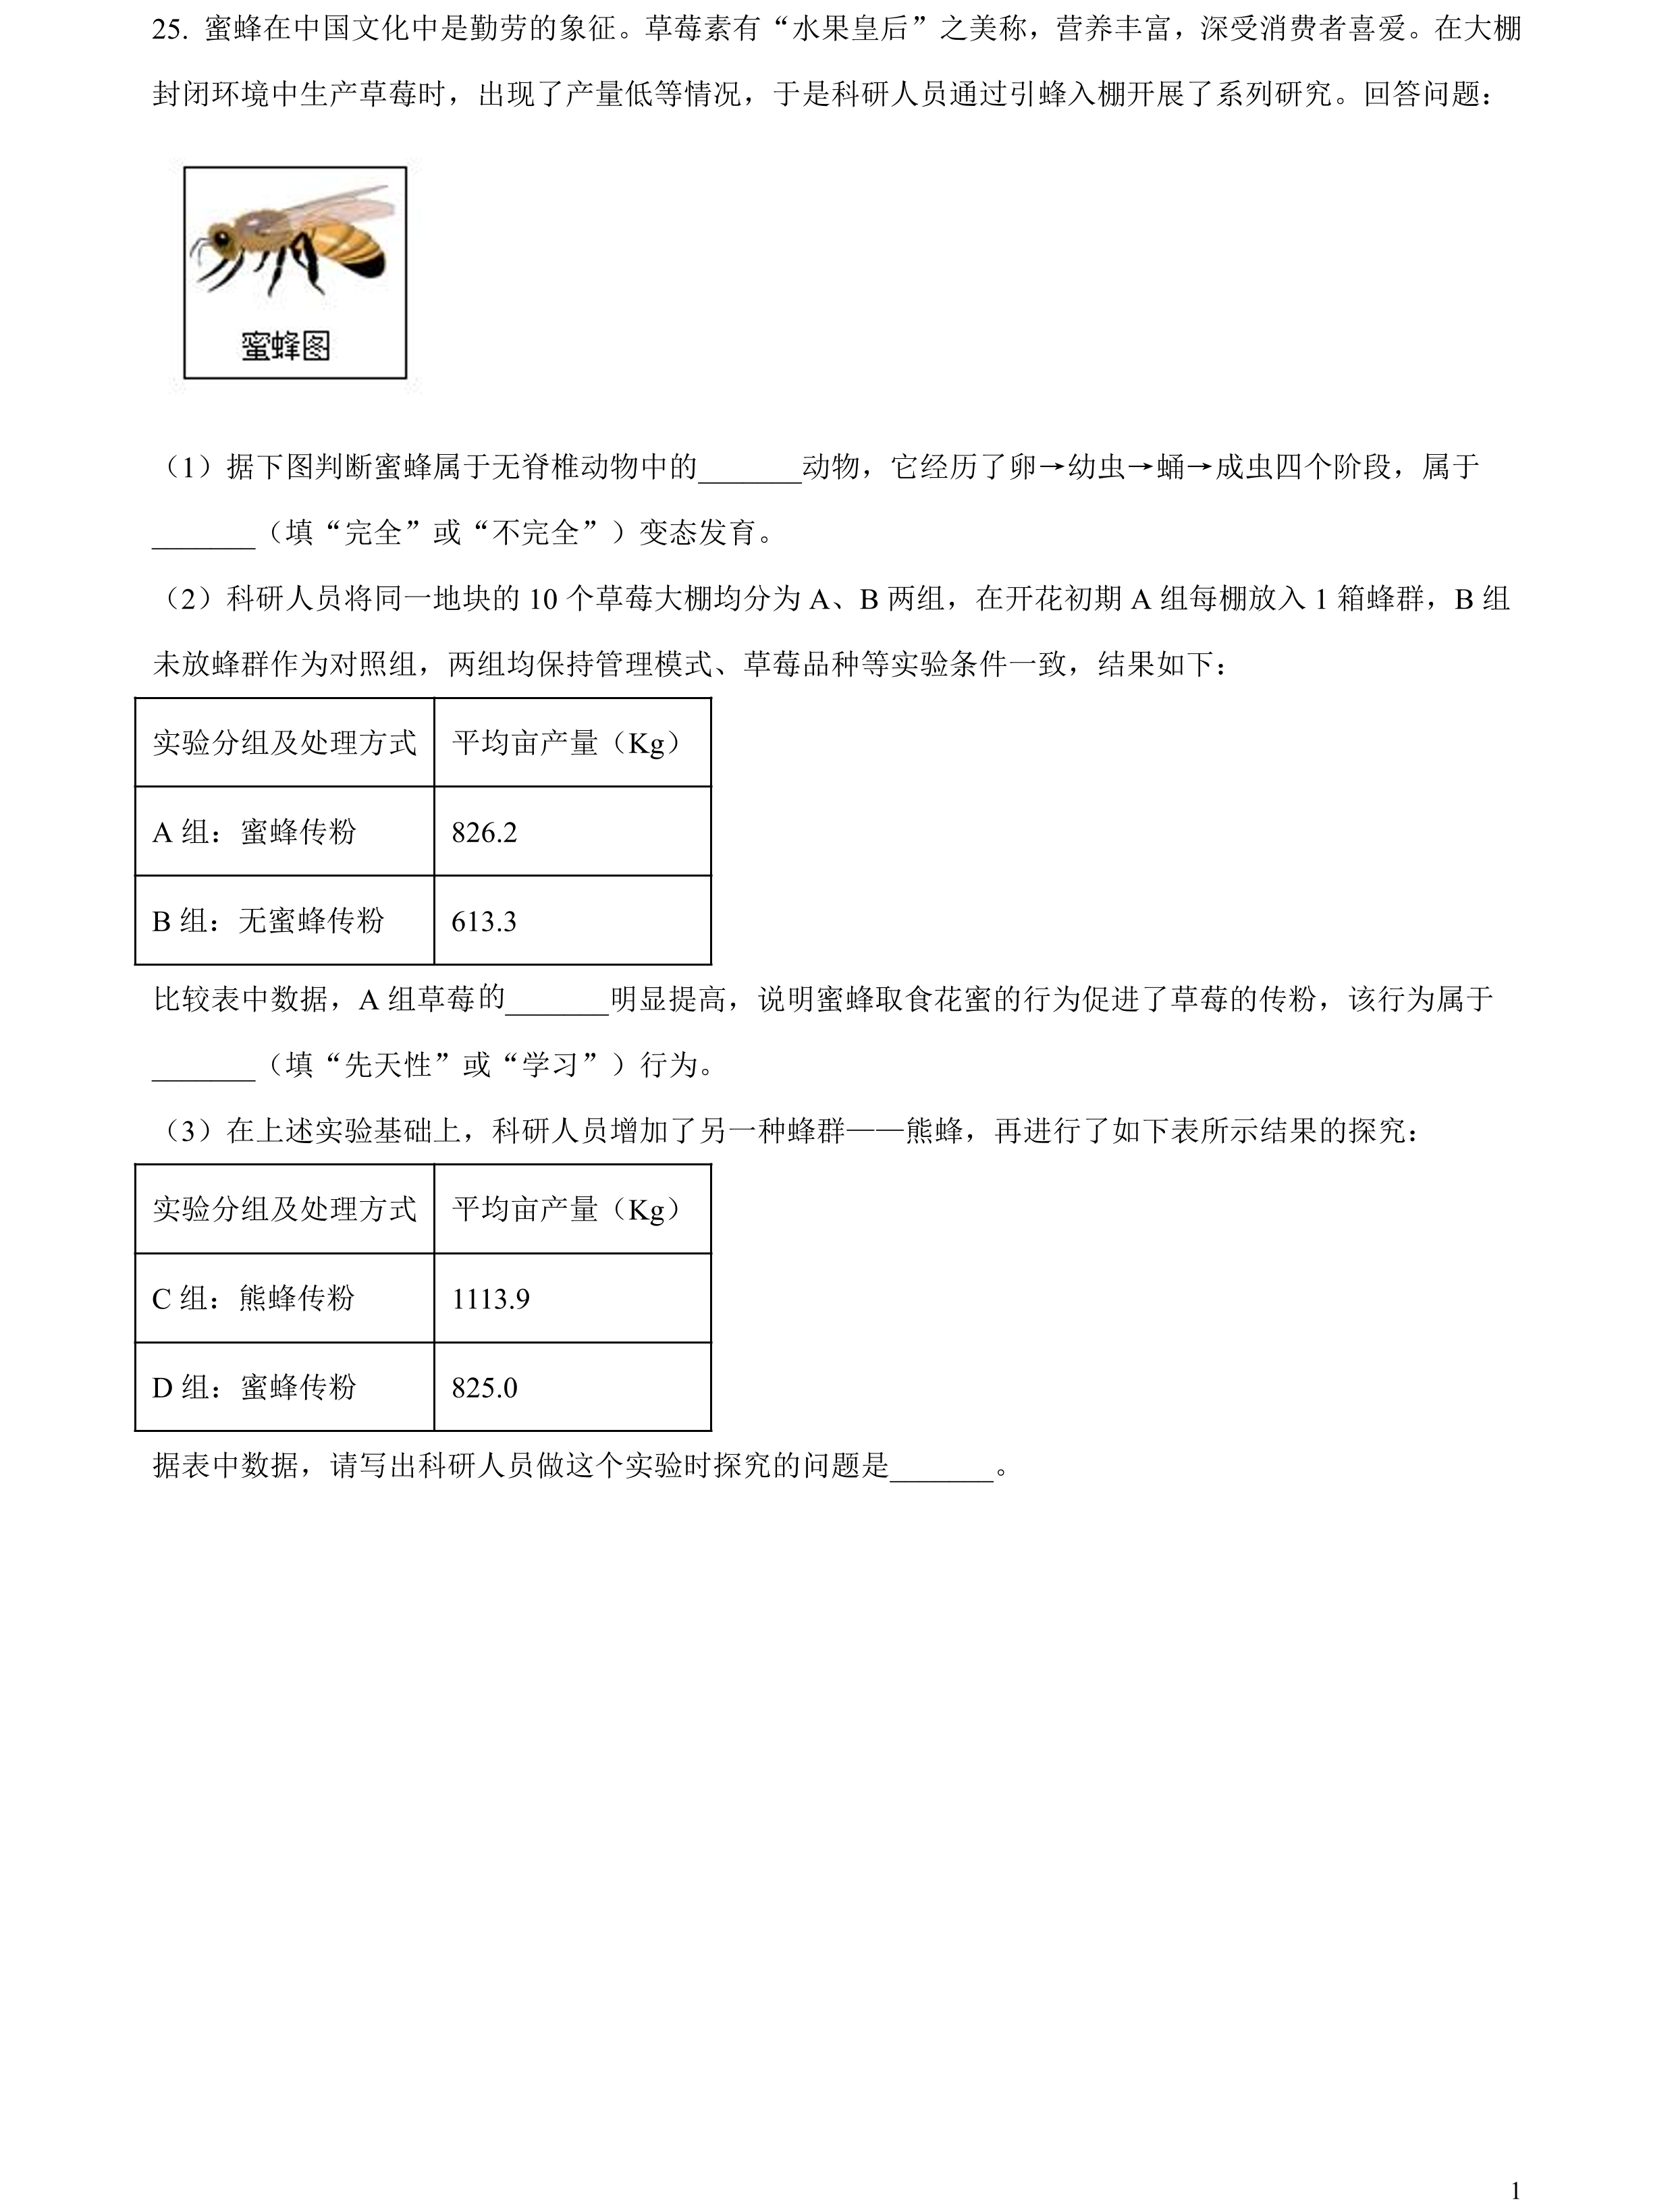 25. 蜜蜂在中国文化中是勤劳的象征。草莓素有“水果皇后”之美称，营养丰富，深受消费者喜爱。在大棚
封闭环境中生产草莓时，出现了产量低等情况，于是科研人员通过引蜂入棚开展了系列研究。回答问题：
蜜蜂图
（1）据下图判断蜜蜂属于无脊椎动物中的_______动物，它经历了卵→幼虫→蛹→成虫四个阶段，属于
_______（填“完全”或“不完全”）变态发育。
（2）科研人员将同一地块的 10 个草莓大棚均分为 A、B 两组，在开花初期 A 组每棚放入 1 箱蜂群，B 组
未放蜂群作为对照组，两组均保持管理模式、草莓品种等实验条件一致，结果如下：
实验分组及处理方式 平均亩产量（Kg）
A 组：蜜蜂传粉 826.2
B 组：无蜜蜂传粉 613.3
比较表中数据，A 组草莓的_______明显提高，说明蜜蜂取食花蜜的行为促进了草莓的传粉，该行为属于
_______（填“先天性”或“学习”）行为。
（3）在上述实验基础上，科研人员增加了另一种蜂群——熊蜂，再进行了如下表所示结果的探究：
实验分组及处理方式 平均亩产量（Kg）
C 组：熊蜂传粉 1113.9
D 组：蜜蜂传粉 825.0
据表中数据，请写出科研人员做这个实验时探究的问题是_______。
1